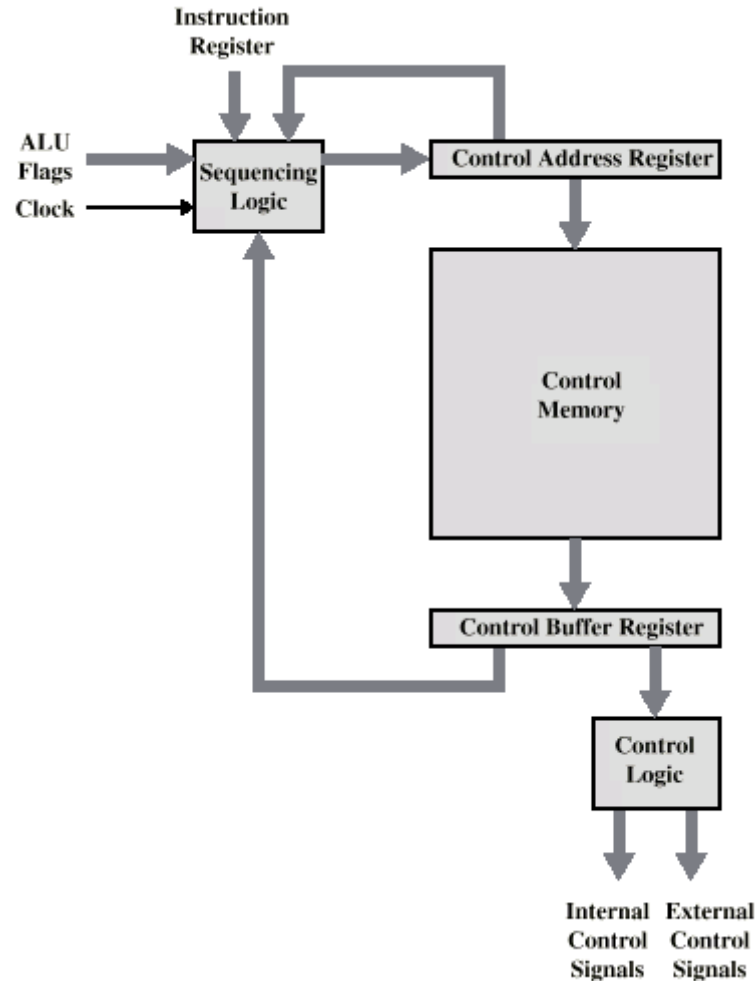 Instruction
Register
ALU
Flags
Clock
Sequencing
Logic
Control Address Register
Control
Memory
Control Buffer Register
Control
Logic
Internal
Control
Signals
External
Control
Signals